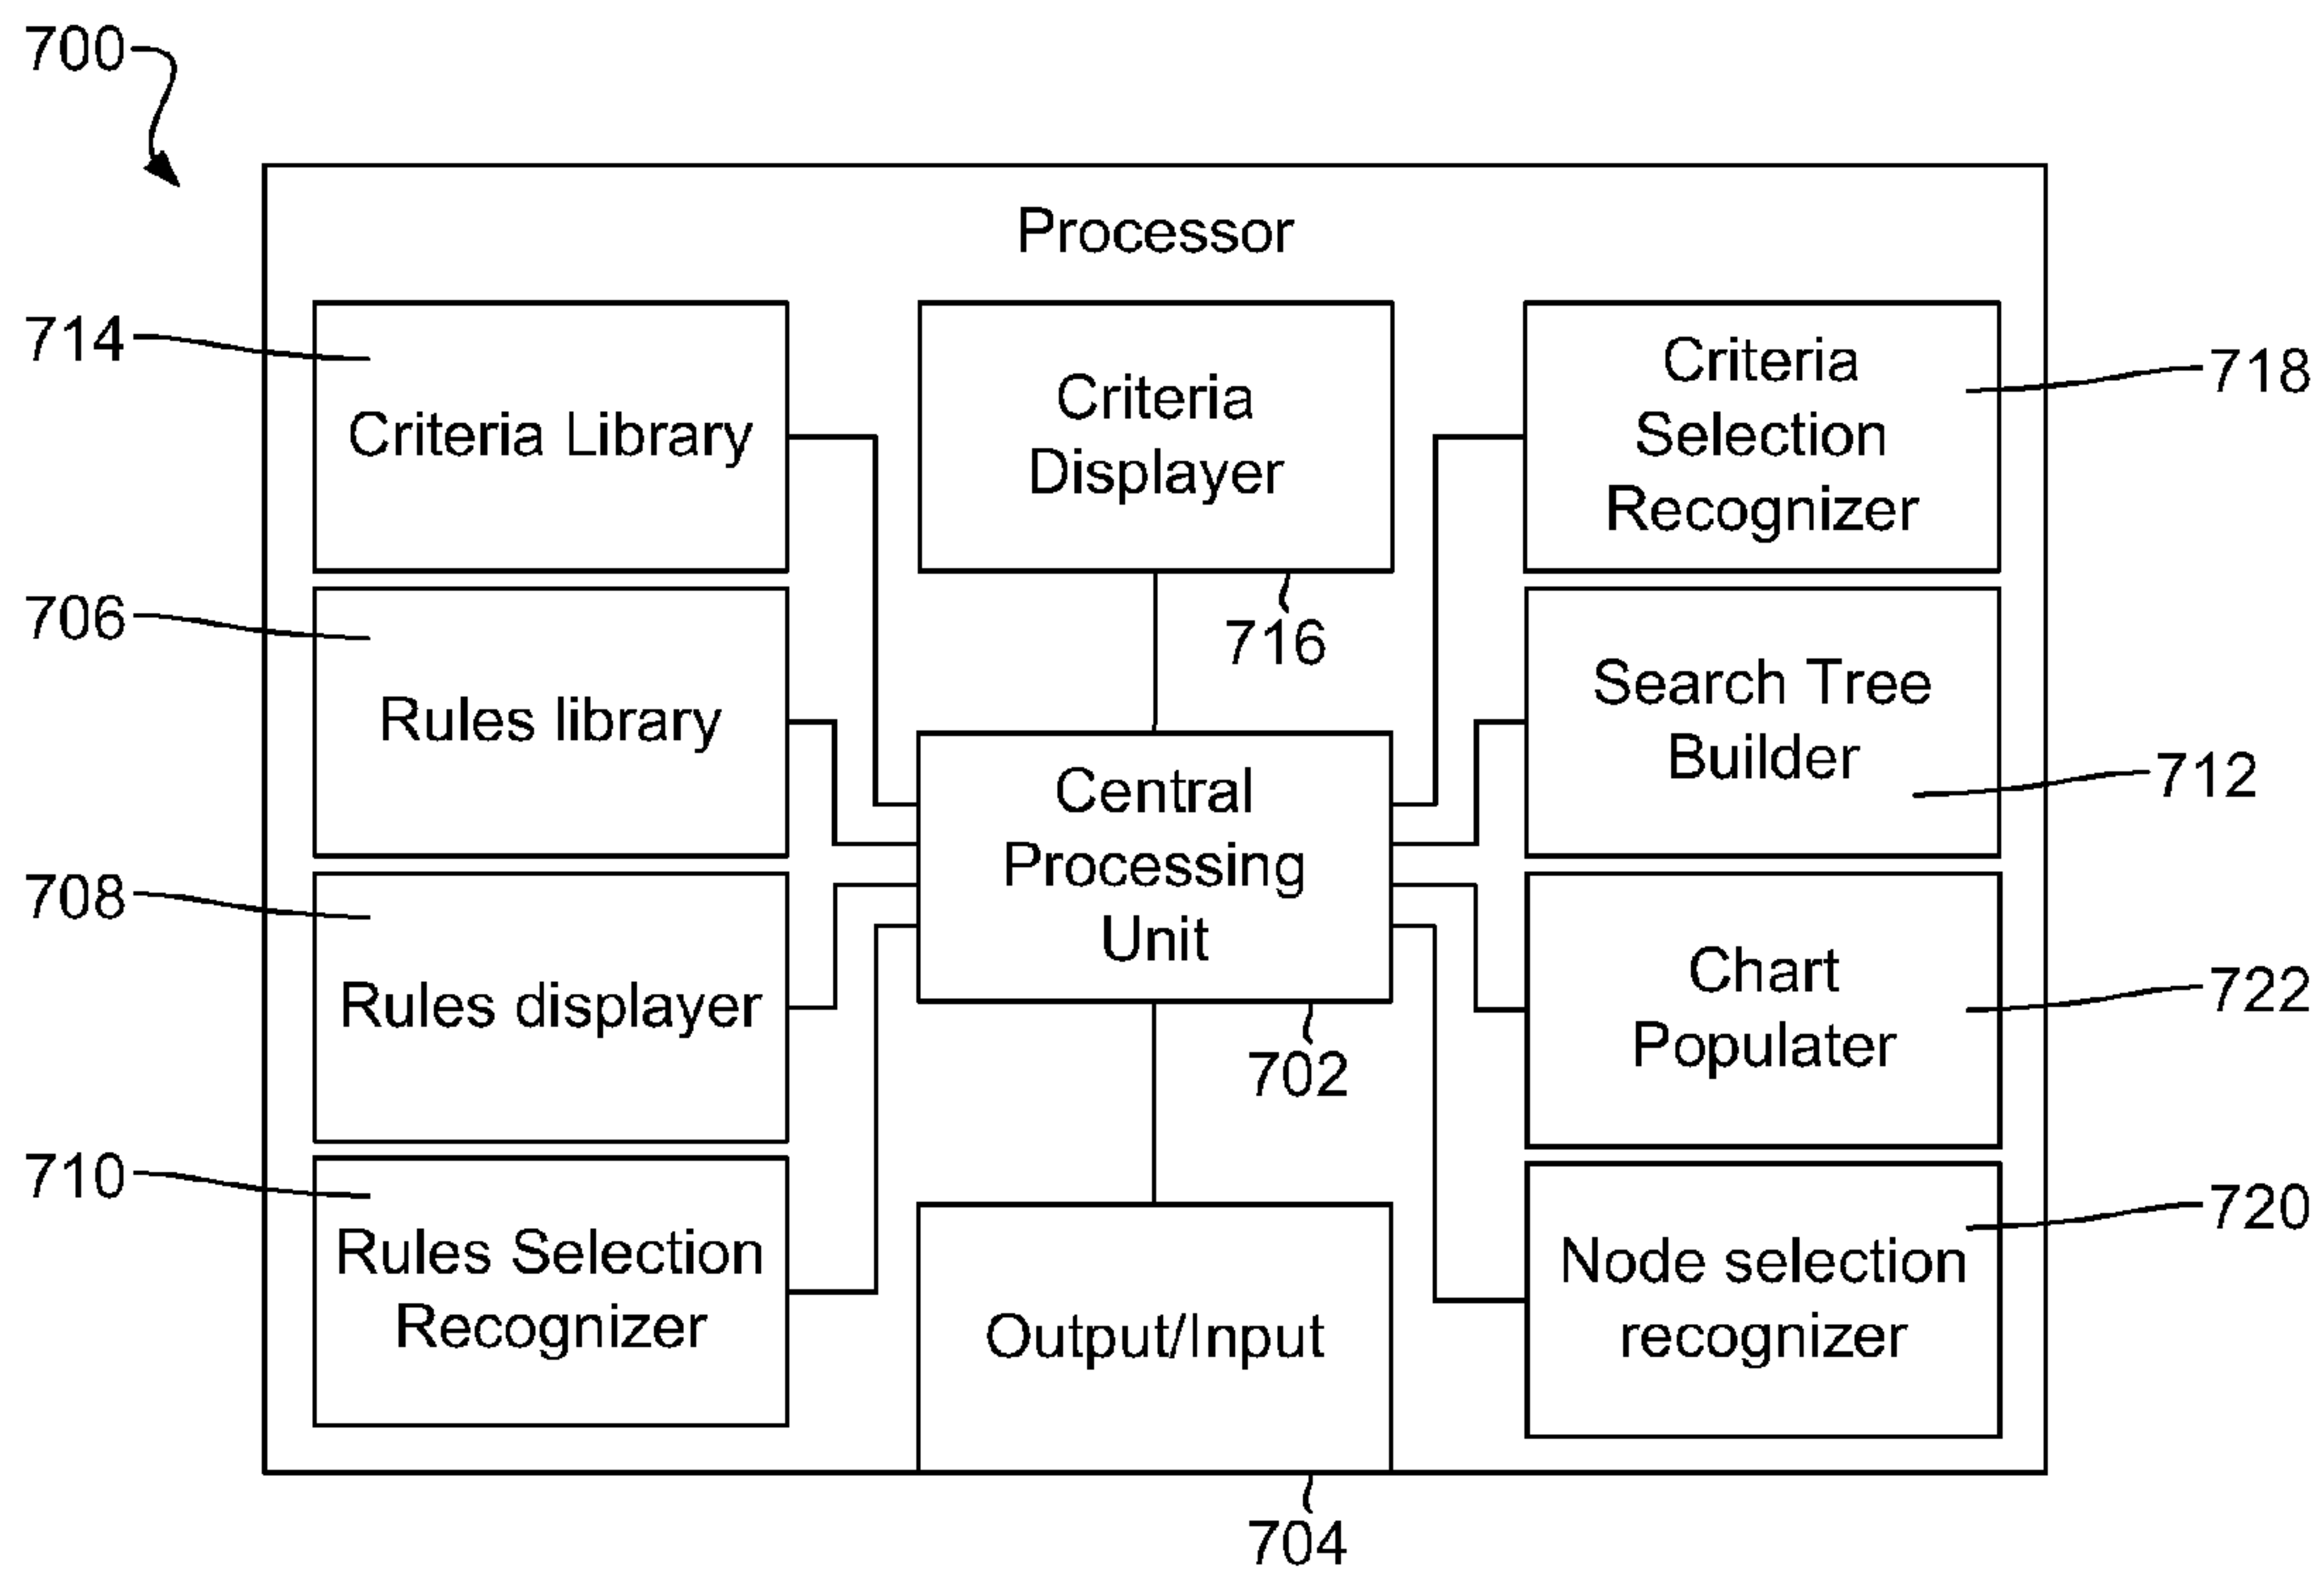 700
Processor
714
Criteria Library
Criteria
Displayer
716
Criteria
Selection
Recognizer
718
706
Rules library
Search Tree
Builder
712
Central
Processing
Unit
702
708
Rules displayer
Chart
Populater
722
710
Rules Selection
Recognizer
Output/Input
704
Node selection
recognizer
720